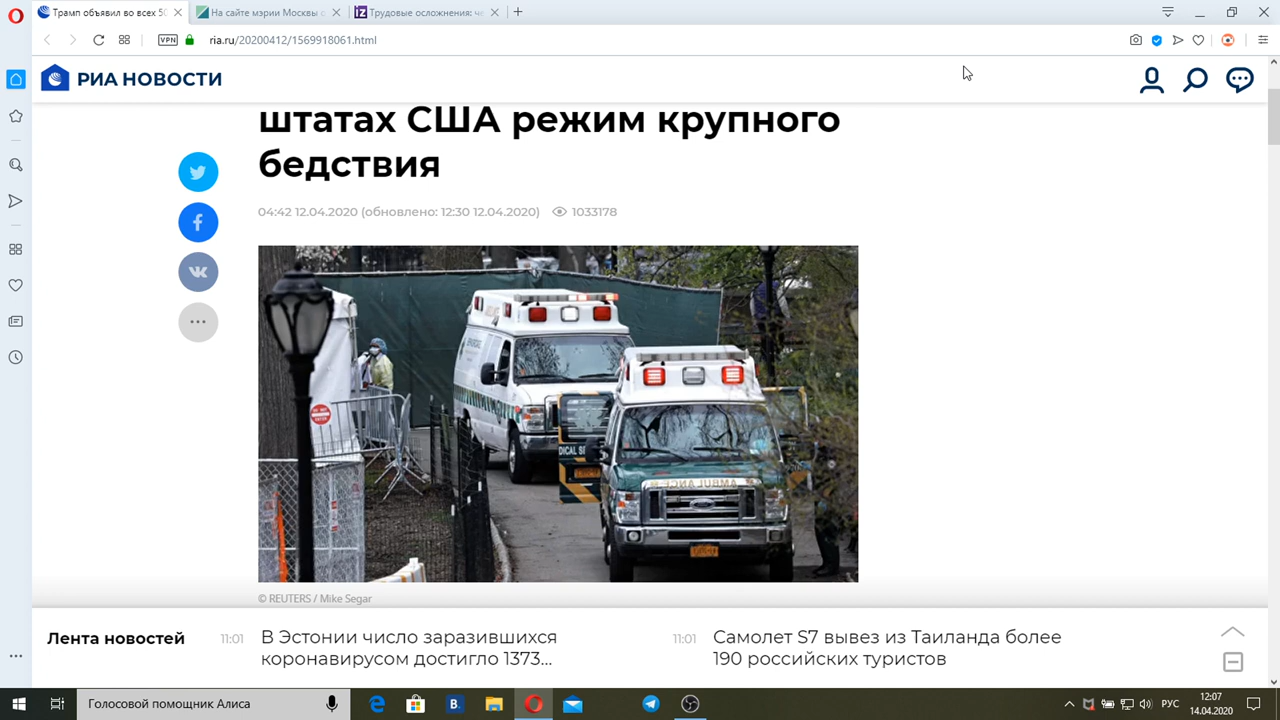 Трамп объявил во всех 50
На сайте мэрии Москвы о
Трудовые осложнения: че
VPN
ria.ru/20200412/1569918061.html
РИА НОВОСТИ
штатах США режим крупного
бедствия
04:42 12.04.2020 (обновлено: 12:30 12.04.2020) 1033178
AMBULANCE
© REUTERS / Mike Segar
Лента новостей
11:01
В Эстонии число заразившихся
коронавирусом достигло 1373...
11:01
Самолет S7 вывез из Таиланда более
190 российских туристов
Голосовой помощник Алиса
РУС
12:07
14.04.2020